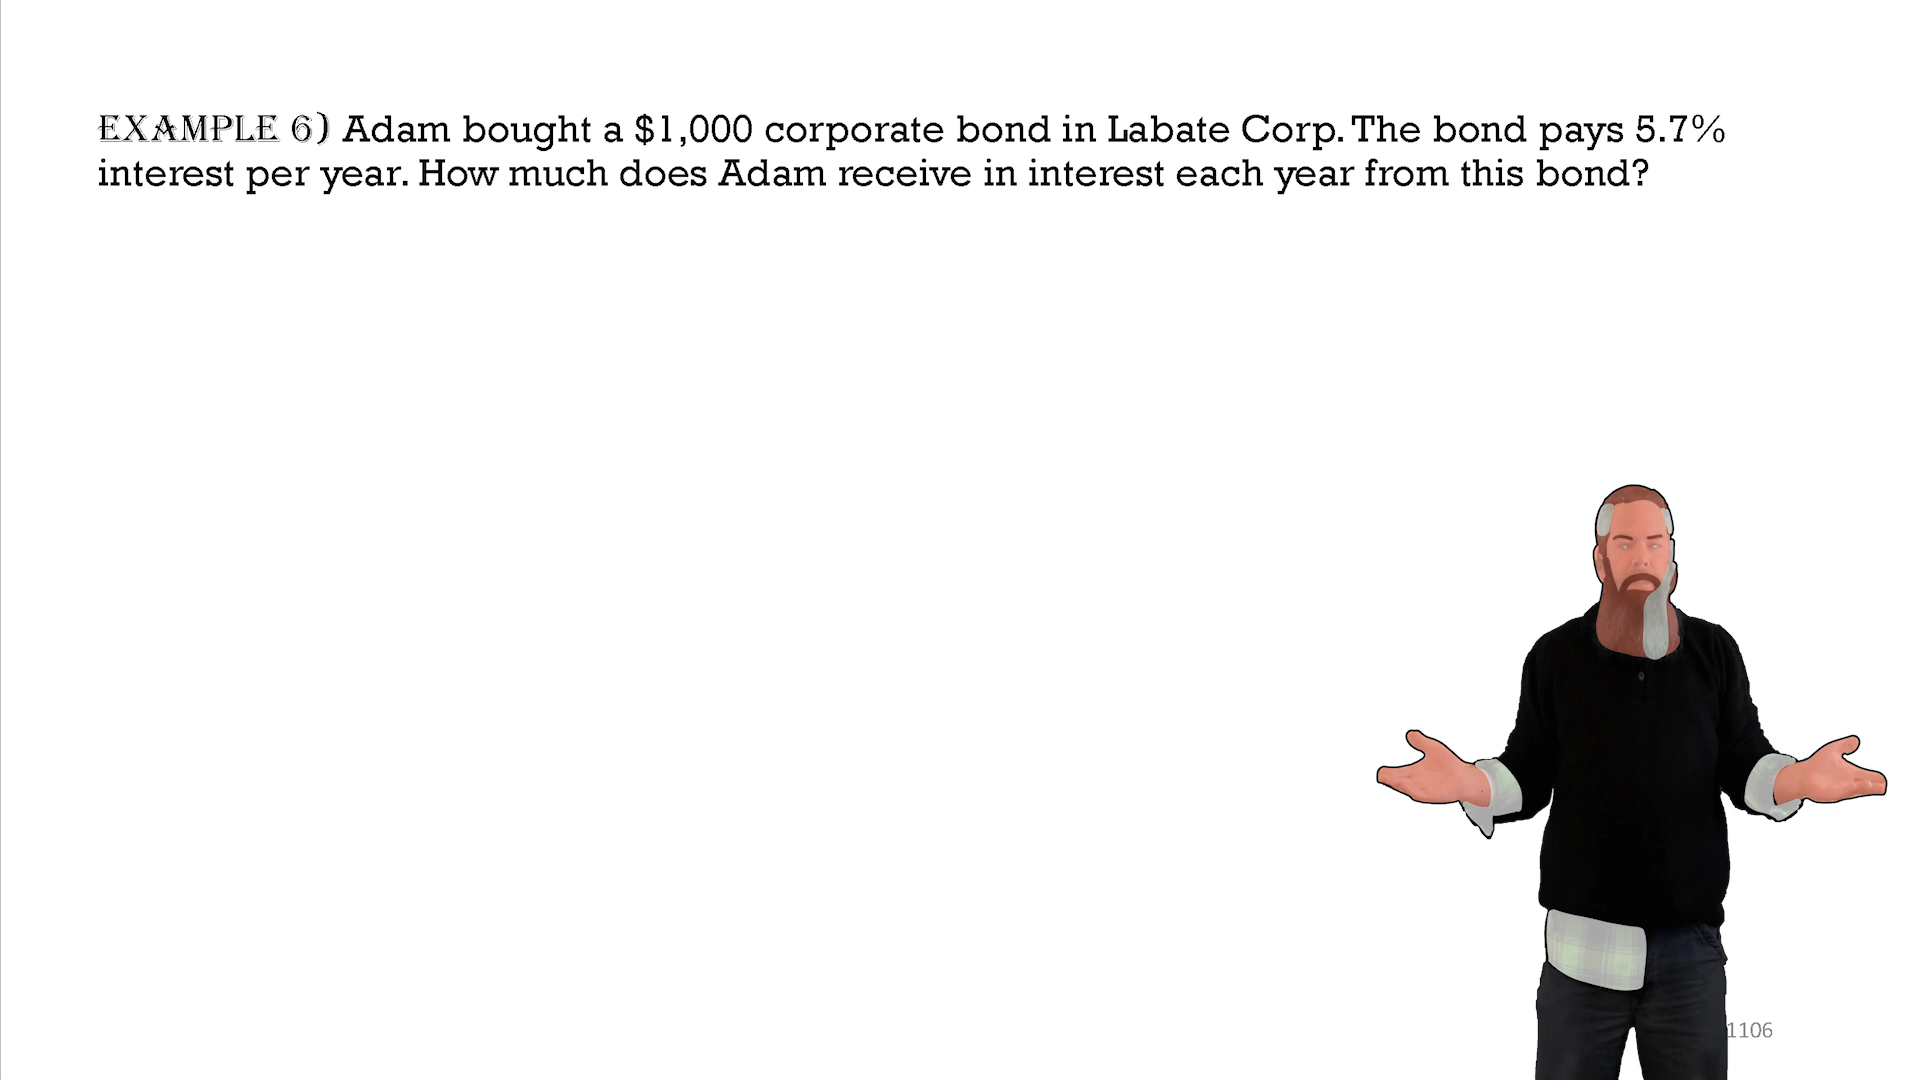 EXAMPLE 6) Adam bought a $1,000 corporate bond in Labate Corp. The bond pays 5.7%
interest per year. How much does Adam receive in interest each year from this bond?
1106